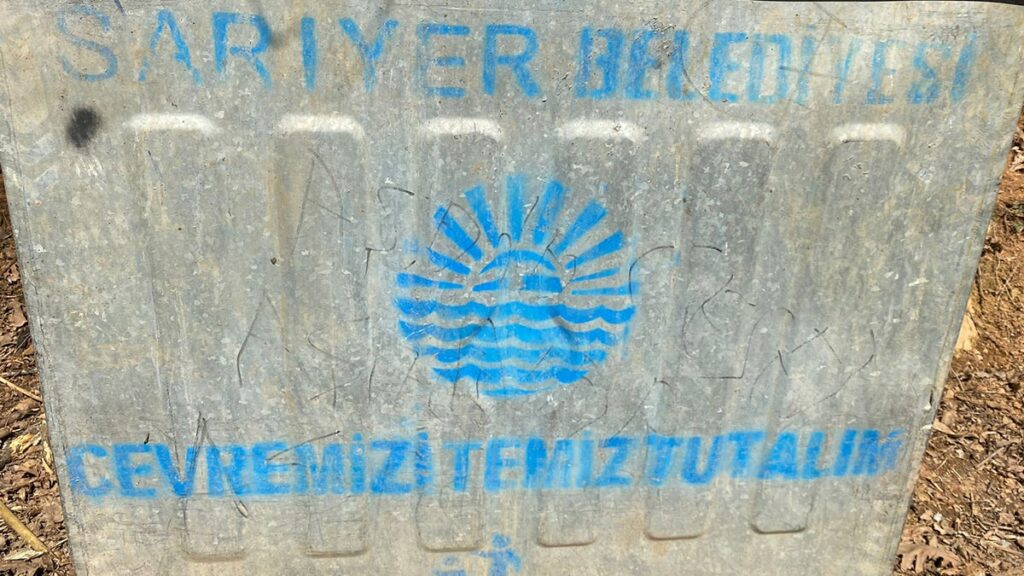 SARIYER BELEDİYESİ
ÇEVREMİZİ TEMİZ TUTALIM